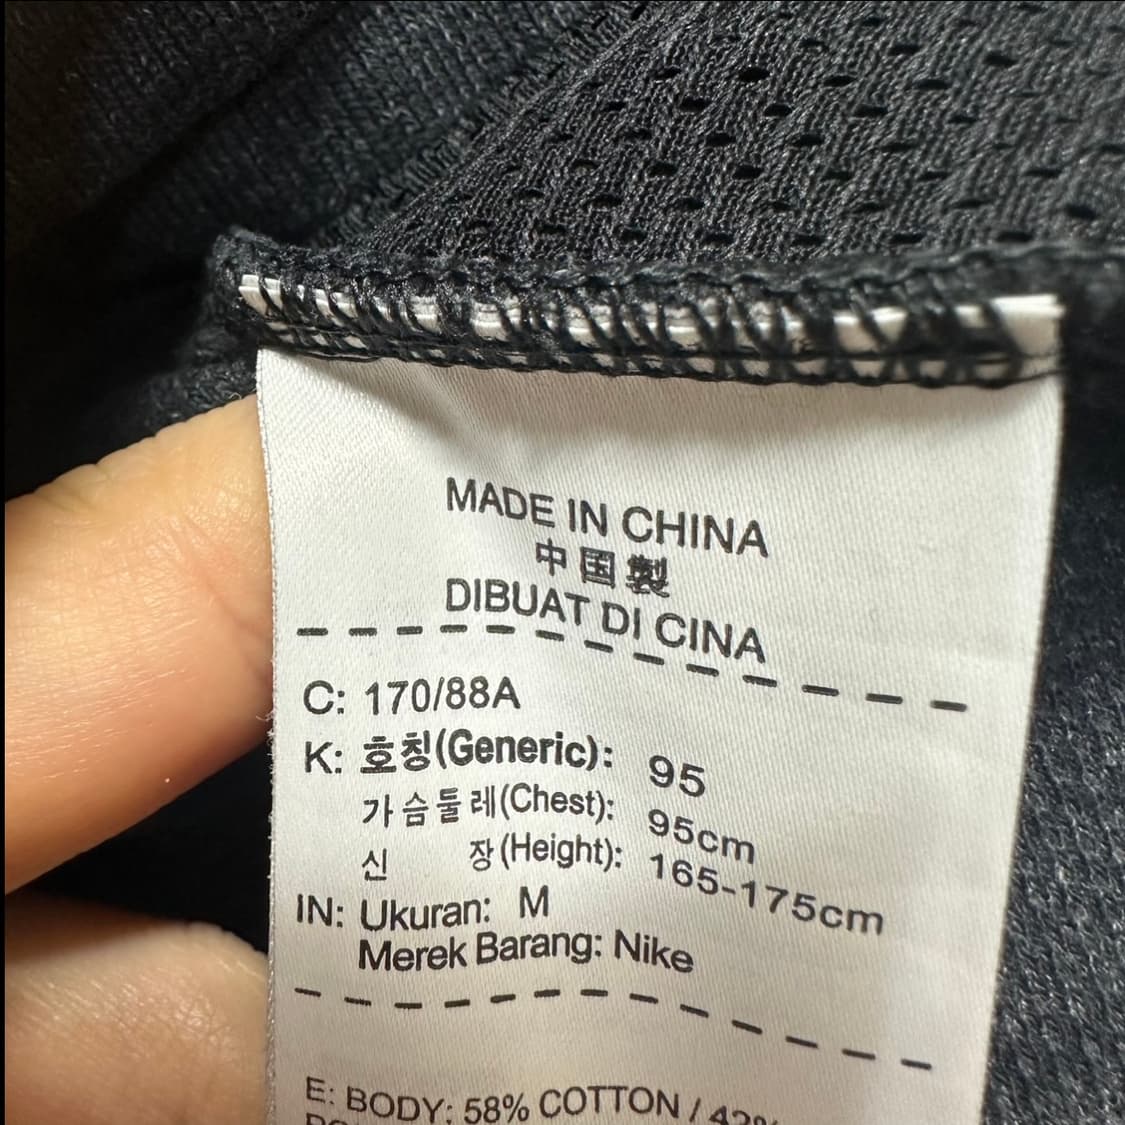 MADE IN CHINA
中国製
DIBUAT DI CINA
C: 170/88A
K: 호칭(Generic): 95
가슴둘레(Chest): 95cm
신 장(Height): 165-175cm
IN: Ukuran: M
Merek Barang: Nike
E: BODY: 58% COTTON / 42%